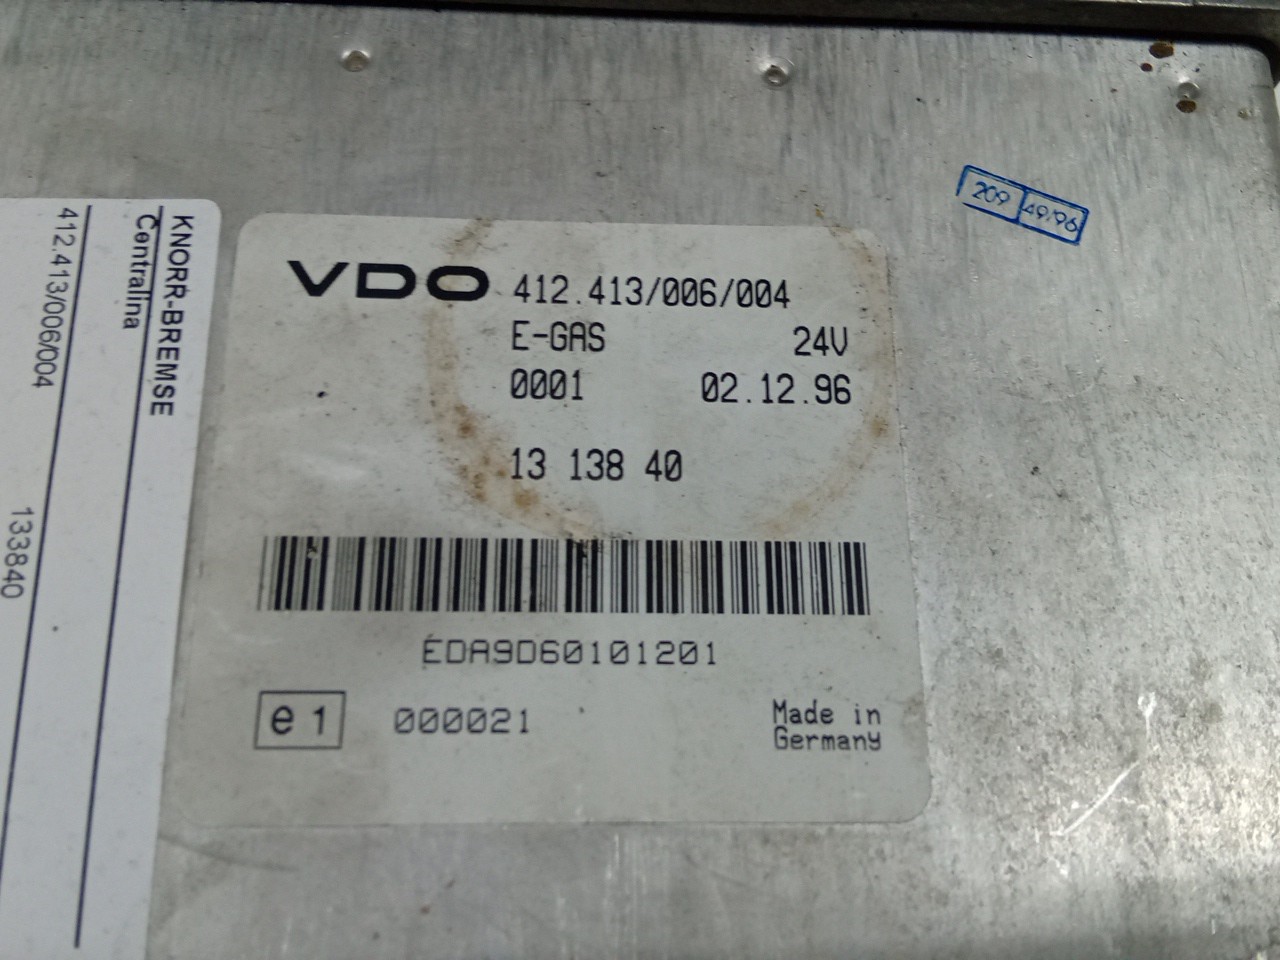 KNORR-BREMSE
Centralina
412.413/006/004
133840
VDO 412.413/006/004
E-GAS 24V
0001 02.12.96
13 138 40
EDA9D60101201
e1 000021
Made in
Germany
209 49/96